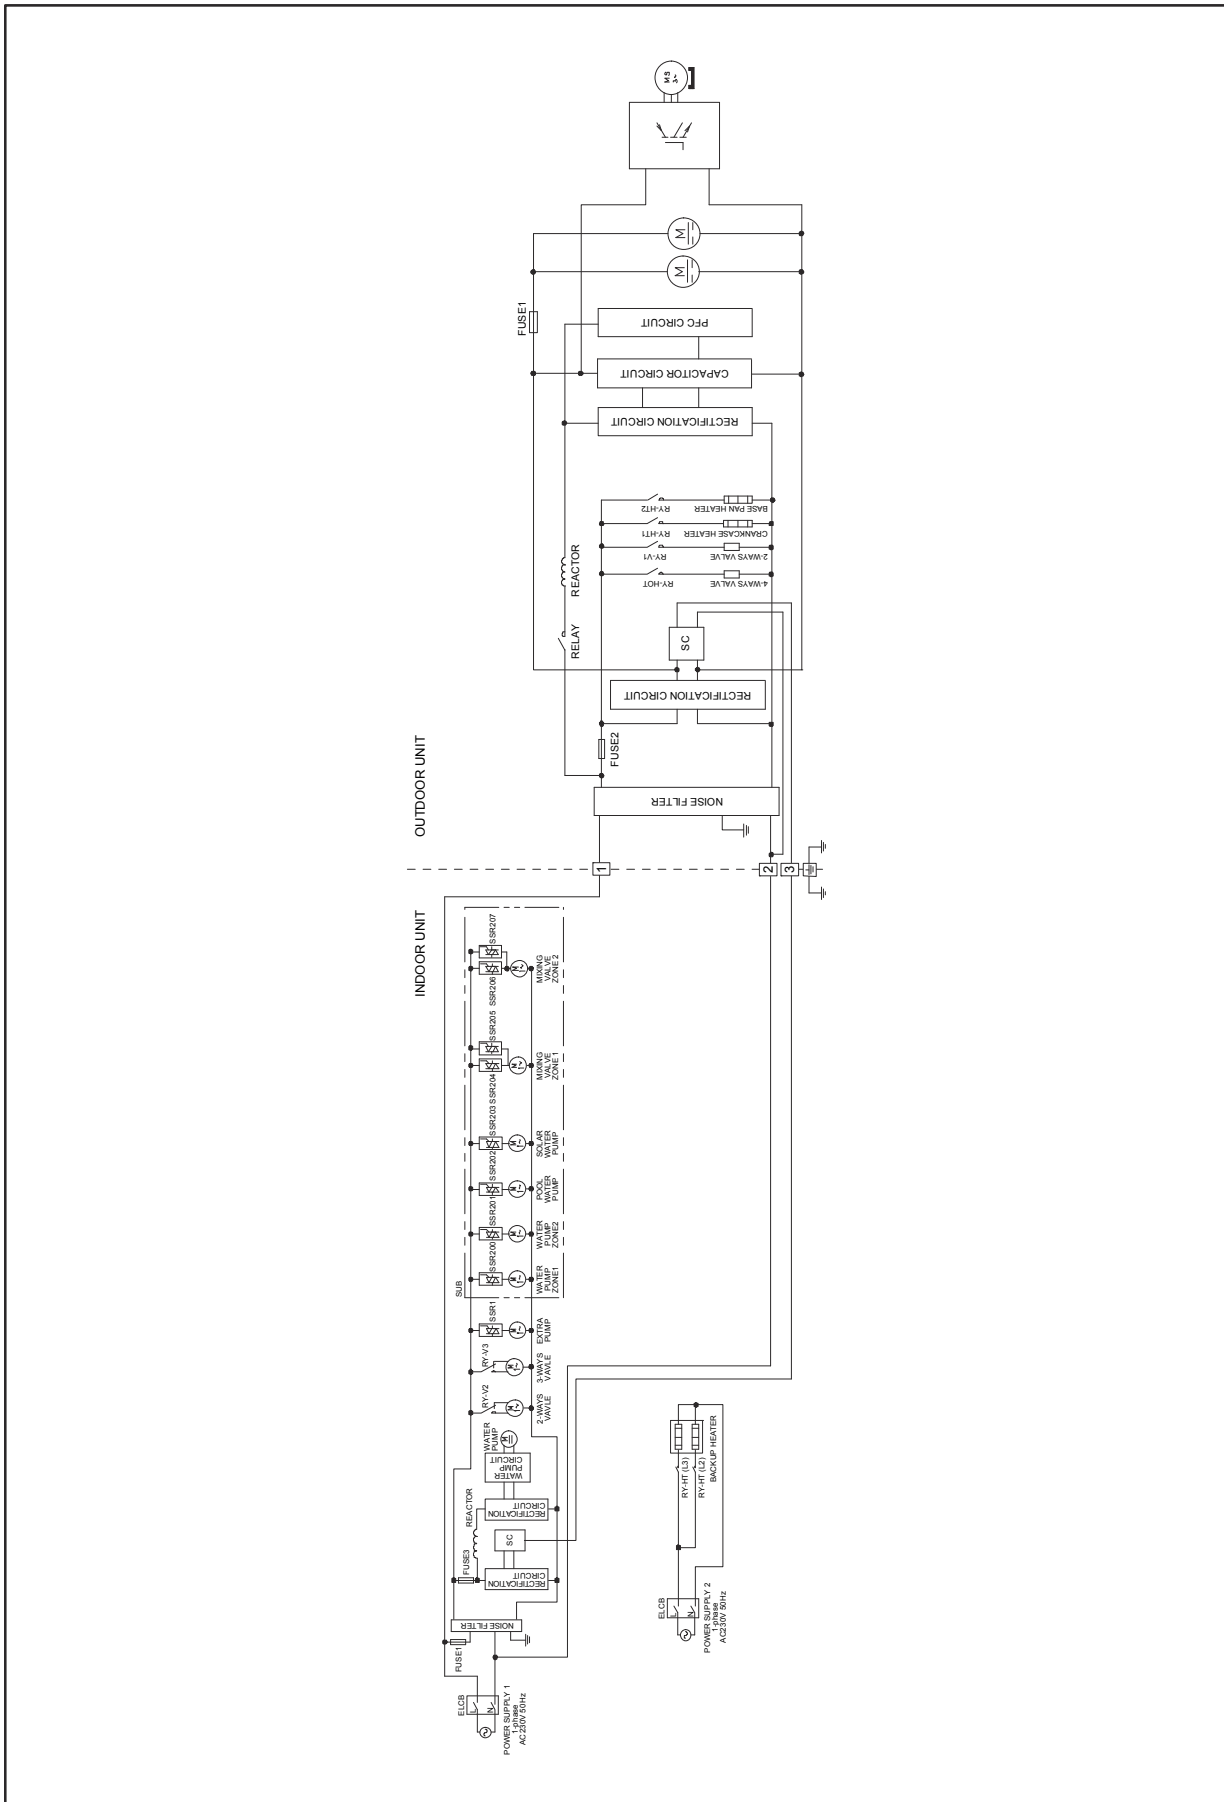 M S
3~
M
M
FUSE1
PFC CIRCUIT
CAPACITOR CIRCUIT
RECTIFICATION CIRCUIT
BASE PAN HEATER
RY-HT2
CRANKCASE HEATER
RY-HT1
2-WAYS VALVE
RY-V1
4-WAYS VALVE
RY-HOT
REACTOR
RELAY
SC
RECTIFICATION CIRCUIT
FUSE2
NOISE FILTER
OUTDOOR UNIT
1
2
3
INDOOR UNIT
SUB
SSR207
SSR206
M
MIXING
VALVE
ZONE 2
SSR205
SSR204
M
MIXING
VALVE
ZONE 1
SSR203
M
SOLAR
WATER
PUMP
SSR202
M
POOL
WATER
PUMP
SSR201
M
WATER
PUMP
ZONE2
SSR200
M
WATER
PUMP
ZONE1
SSR1
M
EXTRA
PUMP
RY-V3
M
3-WAYS
VAVLE
RY-V2
M
2-WAYS
VAVLE
WATER
PUMP
M
WATER
PUMP
CIRCUIT
REACTOR
RECTIFICATION
CIRCUIT
SC
FUSE3
RECTIFICATION
CIRCUIT
NOISE FILTER
FUSE1
ELCB
L
N
POWER SUPPLY 1
1-phase
AC230V 50Hz
RY-HT (L3)
RY-HT (L2)
BACKUP HEATER
ELCB
L
N
POWER SUPPLY 2
1-phase
AC230V 50Hz